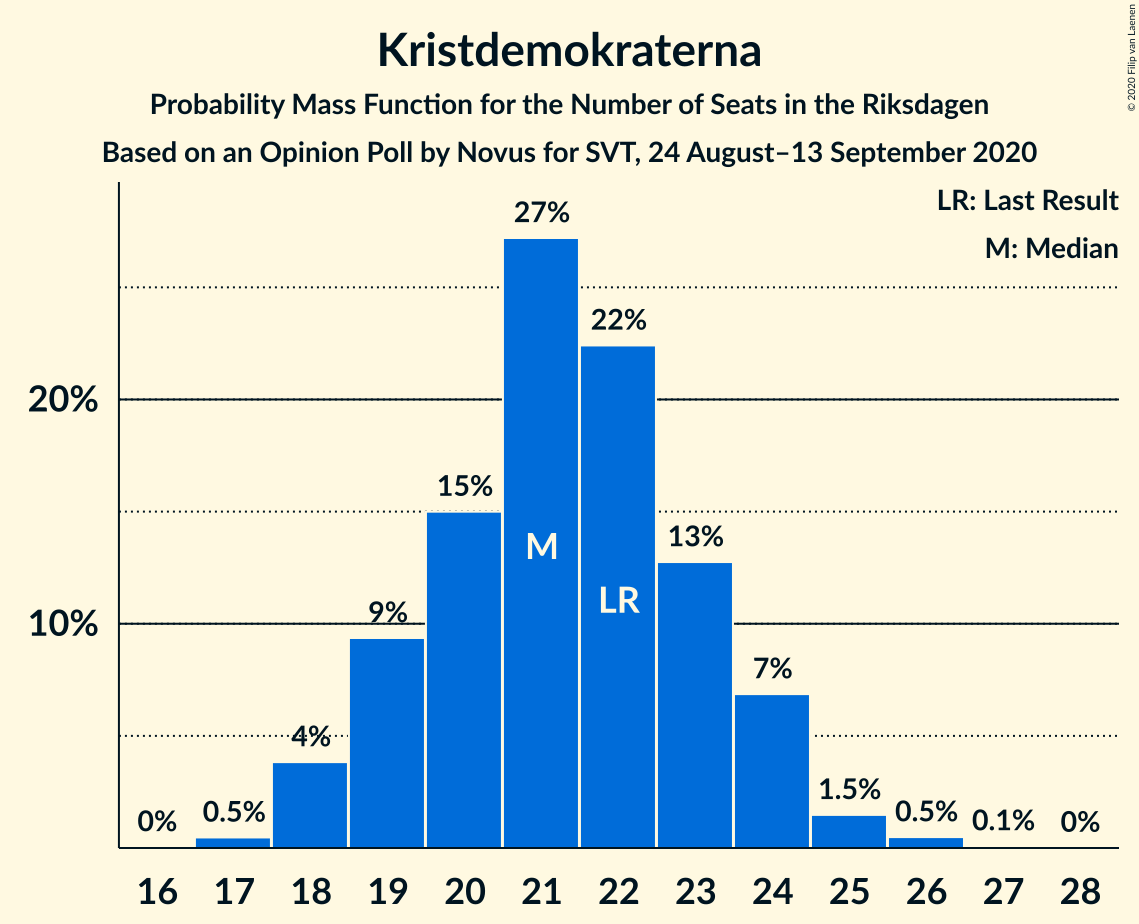 Kristdemokraterna
Probability Mass Function for the Number of Seats in the Riksdagen
Based on an Opinion Poll by Novus for SVT, 24 August–13 September 2020
© 2020 Filip van Laenen
LR: Last Result
M: Median
27%
22%
20%
15%
13%
M
LR
10%
9%
7%
4%
1.5%
0% 0.5% 0.5% 0.1% 0%
16 17 18 19 20 21 22 23 24 25 26 27 28